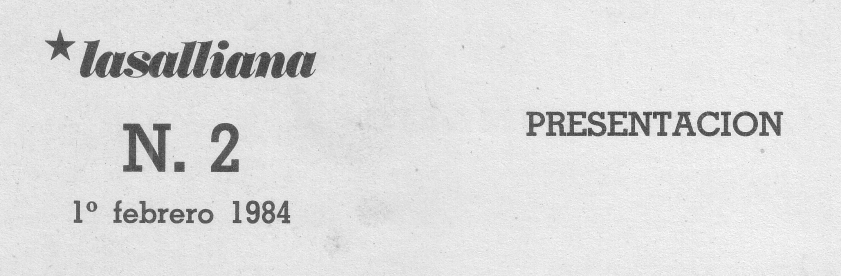 ★ lasalliana
N. 2
1º febrero 1984
PRESENTACION